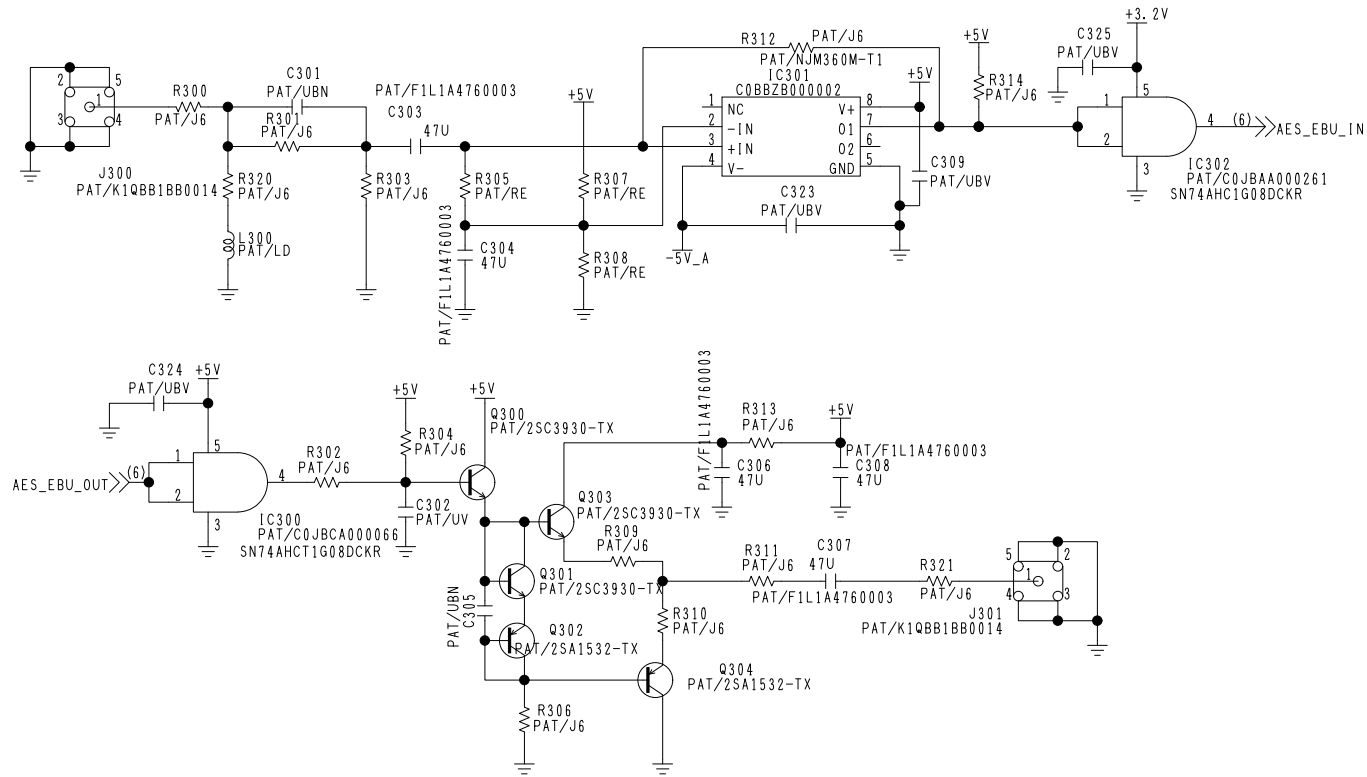 +3.2V
C325
PAT/UBV
5
1
2
4
(6)
AES_EBU_IN
3
IC302
PAT/C0JBAA000261
SN74AHC1G08DCKR
+5V
R314
PAT/J6
R312
PAT/J6
PAT/NJM360M-T1
IC301
C0BBZB000002
+5V
1
NC
V+
8
2
-IN
O1
7
3
+IN
O2
6
4
V-
GND
5
C309
PAT/UBV
C323
PAT/UBV
-5V_A
2
5
1
3
4
J300
PAT/K1QBB1BB0014
R300
PAT/J6
C301
PAT/UBN
R301
PAT/J6
PAT/F1L1A4760003
C303
47U
R320
PAT/J6
L300
PAT/LD
R303
PAT/J6
R305
PAT/RE
PAT/F1L1A4760003
C304
47U
+5V
R307
PAT/RE
R308
PAT/RE
C324
PAT/UBV
+5V
5
1
2
4
3
AES_EBU_OUT
(6)
IC300
PAT/C0JBCA000066
SN74AHCT1G08DCKR
R302
PAT/J6
+5V
R304
PAT/J6
C302
PAT/UV
+5V
Q300
PAT/2SC3930-TX
Q303
PAT/2SC3930-TX
R309
PAT/J6
Q301
PAT/2SC3930-TX
PAT/UBN
C305
Q302
PAT/2SA1532-TX
R306
PAT/J6
R310
PAT/J6
Q304
PAT/2SA1532-TX
PAT/F1L1A4760003
C306
47U
R313
PAT/J6
+5V
PAT/F1L1A4760003
C308
47U
R311
PAT/J6
C307
47U
PAT/F1L1A4760003
R321
PAT/J6
5
2
1
4
3
J301
PAT/K1QBB1BB0014